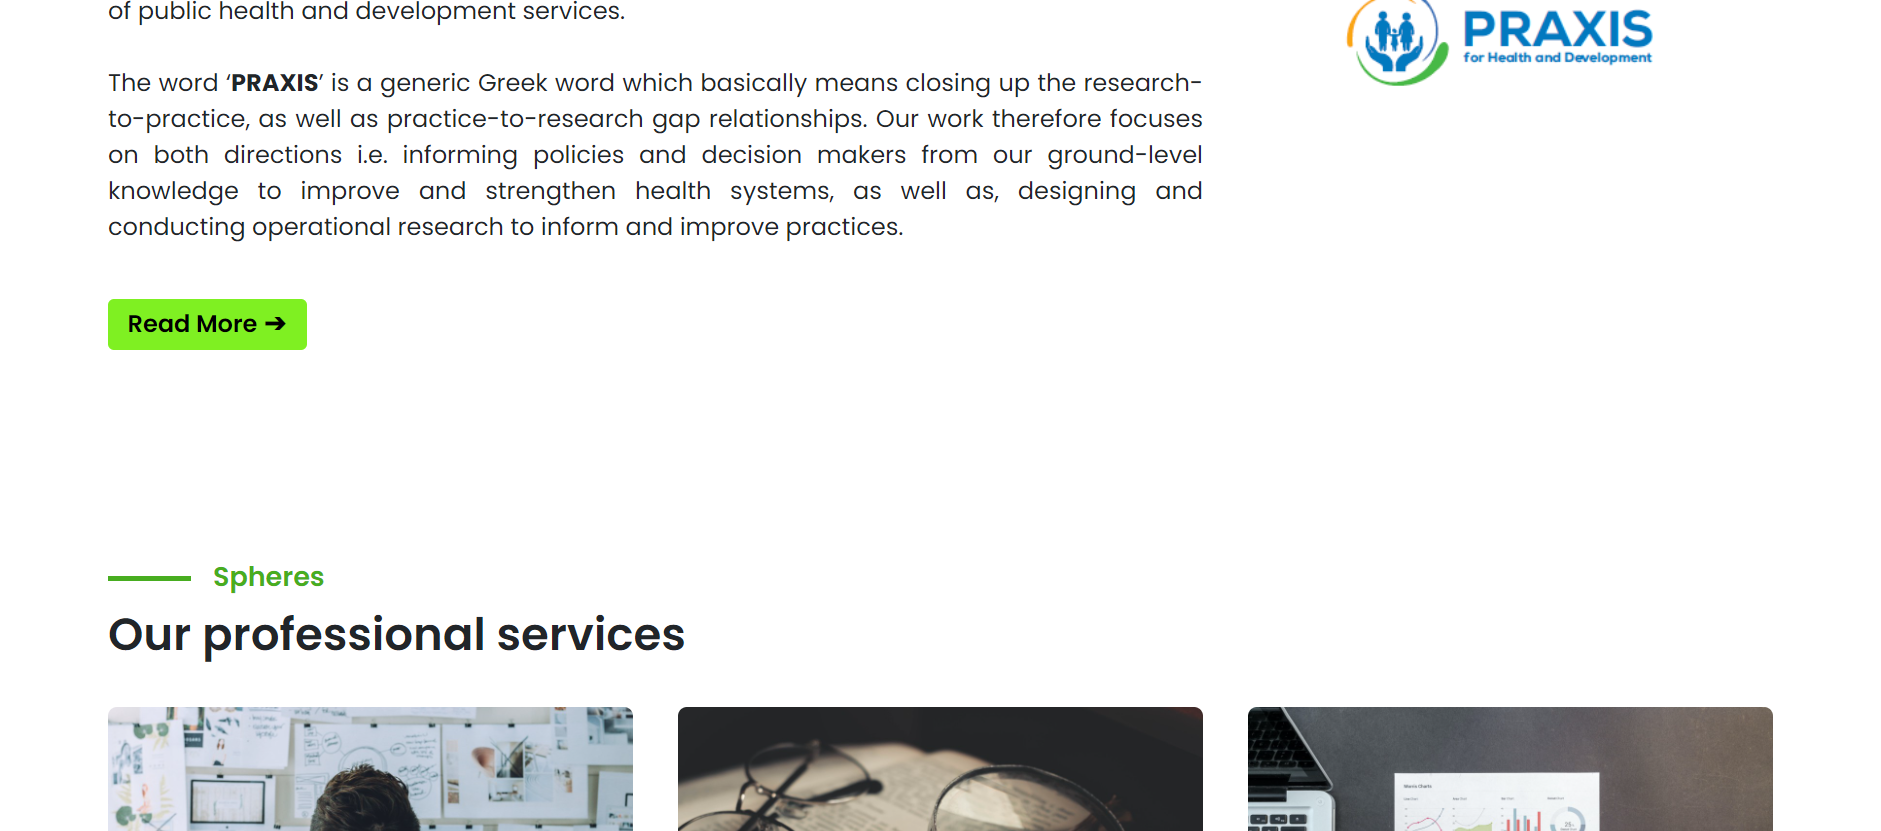 of public health and development services.
PRAXIS
for Health and Development
The word ‘PRAXIS’ is a generic Greek word which basically means closing up the research-
to-practice, as well as practice-to-research gap relationships. Our work therefore focuses
on both directions i.e. informing policies and decision makers from our ground-level
knowledge to improve and strengthen health systems, as well as, designing and
conducting operational research to inform and improve practices.
Read More ➔
Spheres
Our professional services